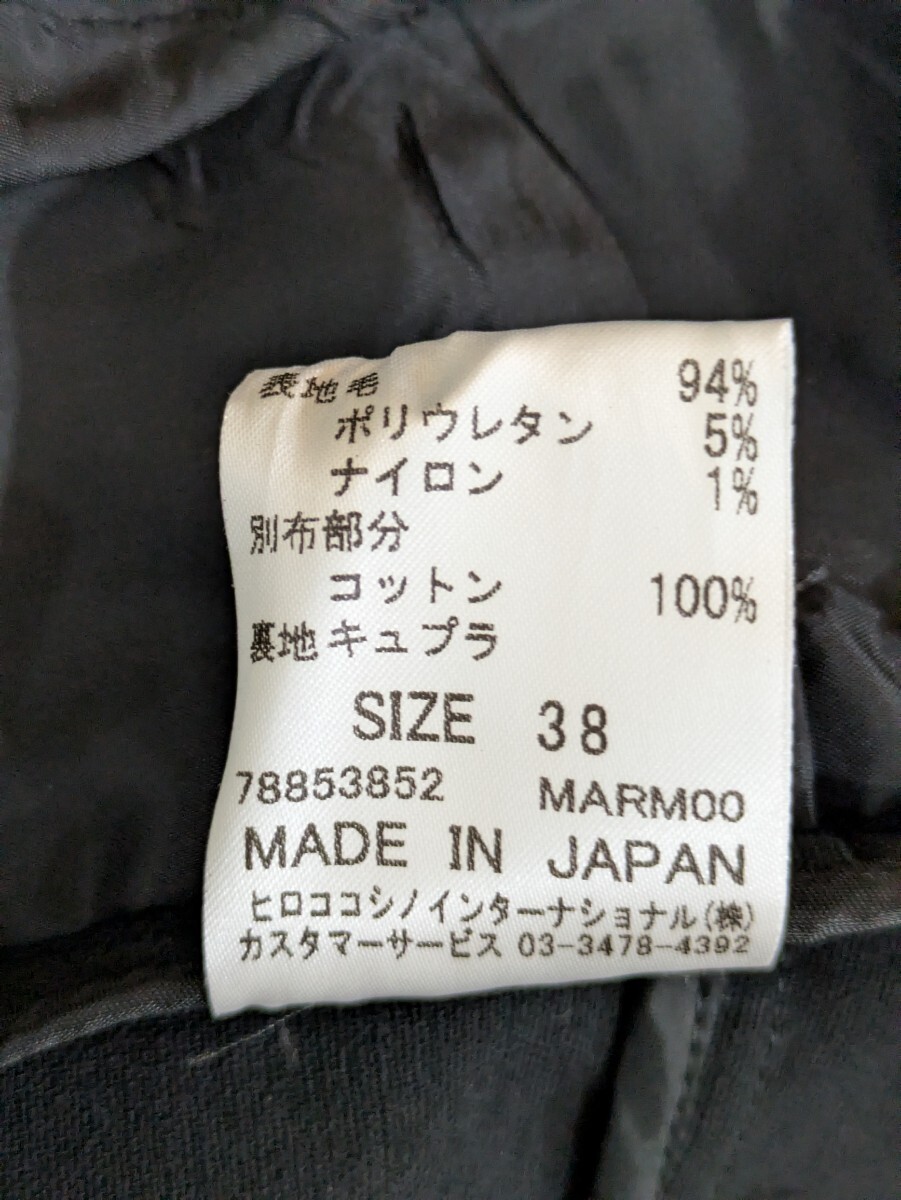 表地毛 94%
ポリウレタン 5%
ナイロン 1%
別布部分
コットン 100%
裏地キュプラ
SIZE 38
78853852 MARMOO
MADE IN JAPAN
ヒロココシノインターナショナル(株)
カスタマーサービス 03-3478-4392